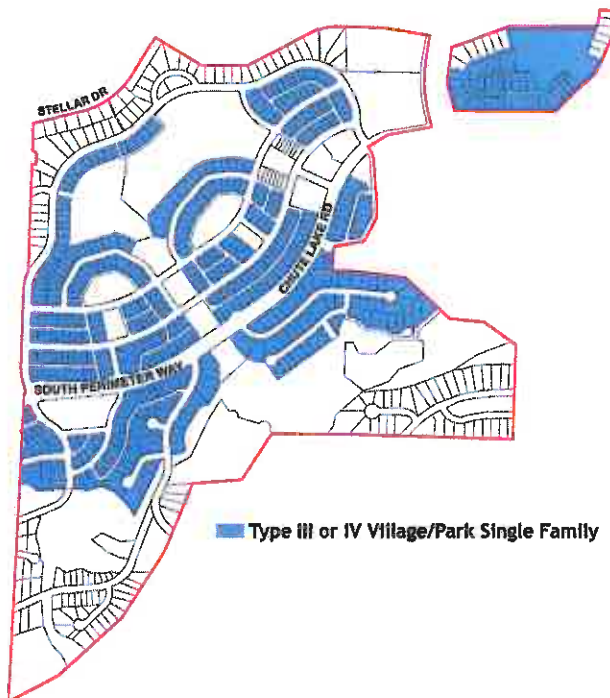 STELLAR DR
CHUTE LAKE RD
SOUTH PERIMETER WAY
Type III or IV Village/Park Single Family